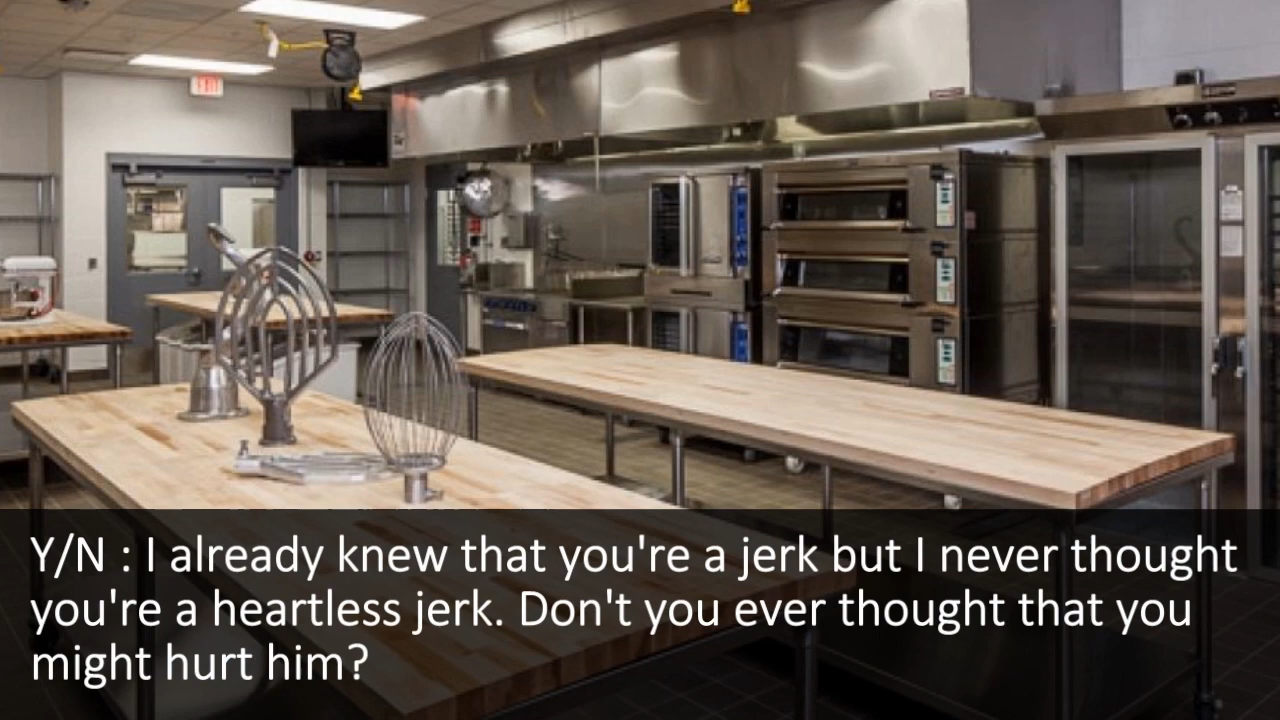 EXIT
Y/N : I already knew that you're a jerk but I never thought
you're a heartless jerk. Don't you ever thought that you
might hurt him?